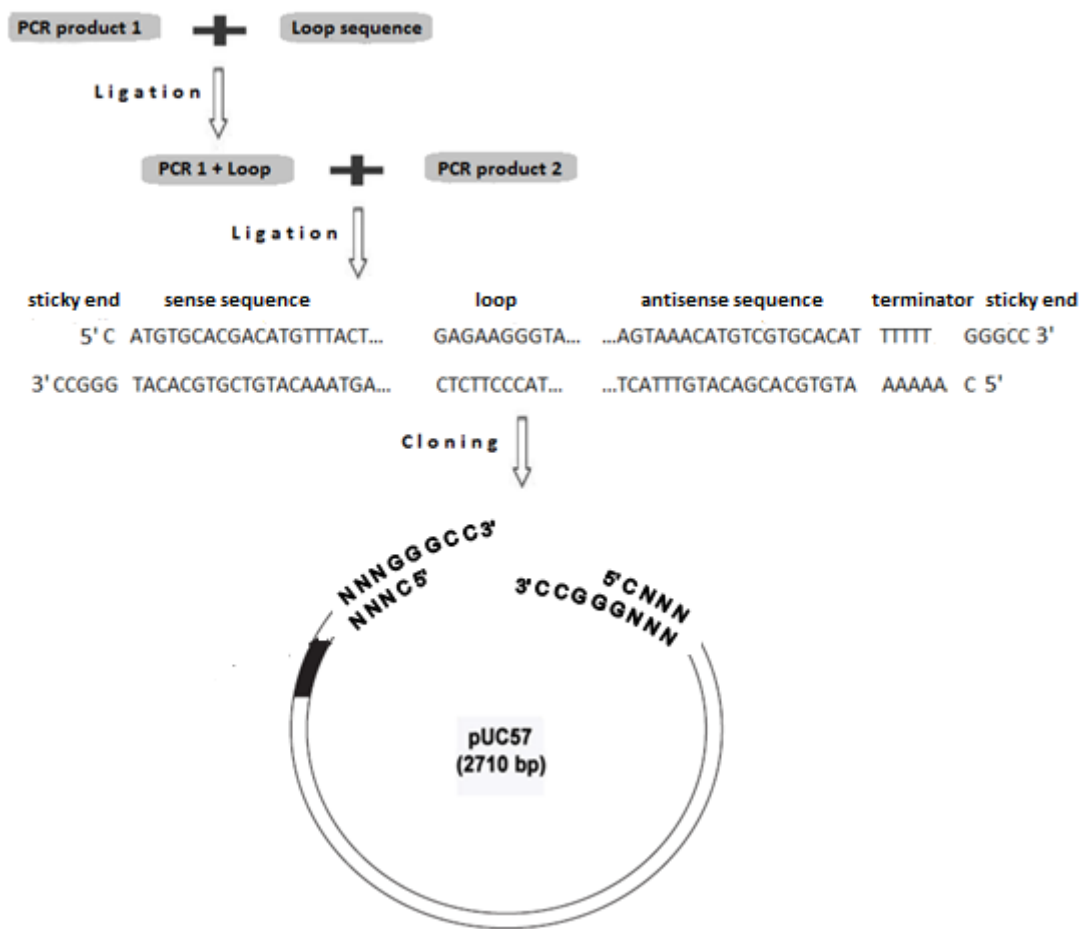 PCR product 1 + Loop sequence
Ligation
PCR 1 + Loop + PCR product 2
Ligation
sticky end sense sequence loop antisense sequence terminator sticky end
5' C ATGTGCACGACATGTTTACT... GAGAAGGGTA... ...AGTAAACATGTCGTGCACAT TTTTT GGGCC 3'
3' CCGGG TACACGTGCTGTACAAATGA... CTCTTCCCAT... ...TCATTTGTACAGCACGTGTA AAAAA C 5'
Cloning
NNNGGGCC3'
NNNC5'
5'CNNN
3'CCGGGNNN
pUC57
(2710 bp)